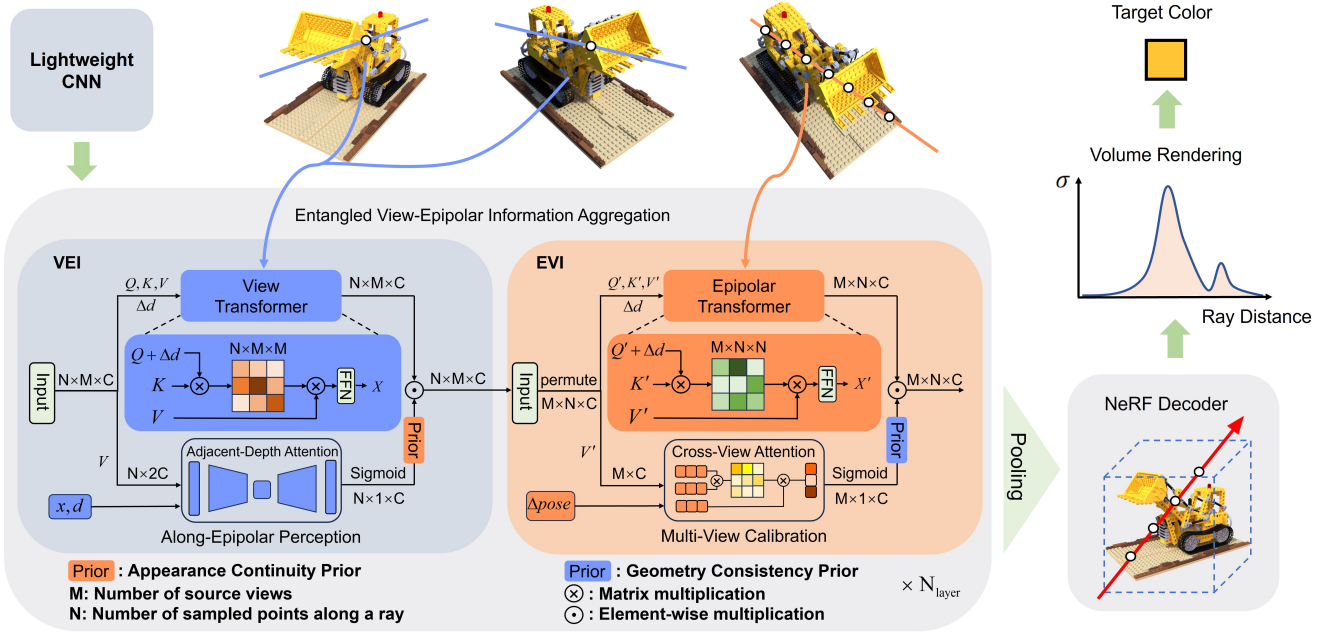 Lightweight
CNN
Target Color
Volume Rendering
σ
Ray Distance
Entangled View-Epipolar Information Aggregation
VEI
Q, K, V
Δd
View
Transformer
N×M×C
Input
N×M×C
Q + Δd
N×M×M
K
V
FFN
X
N×M×C
Prior
V
N×2C
Adjacent-Depth Attention
Sigmoid
N×1×C
x, d
Along-Epipolar Perception
EVI
Q′, K′, V′
Δd
Epipolar
Transformer
M×N×C
Input
permute
M×N×C
Q′ + Δd
M×N×N
K′
V′
FFN
X′
M×N×C
Prior
V′
M×C
Cross-View Attention
Sigmoid
M×1×C
Δpose
Multi-View Calibration
Prior : Appearance Continuity Prior
M: Number of source views
N: Number of sampled points along a ray
Prior : Geometry Consistency Prior
: Matrix multiplication
: Element-wise multiplication
× N layer
Pooling
NeRF Decoder